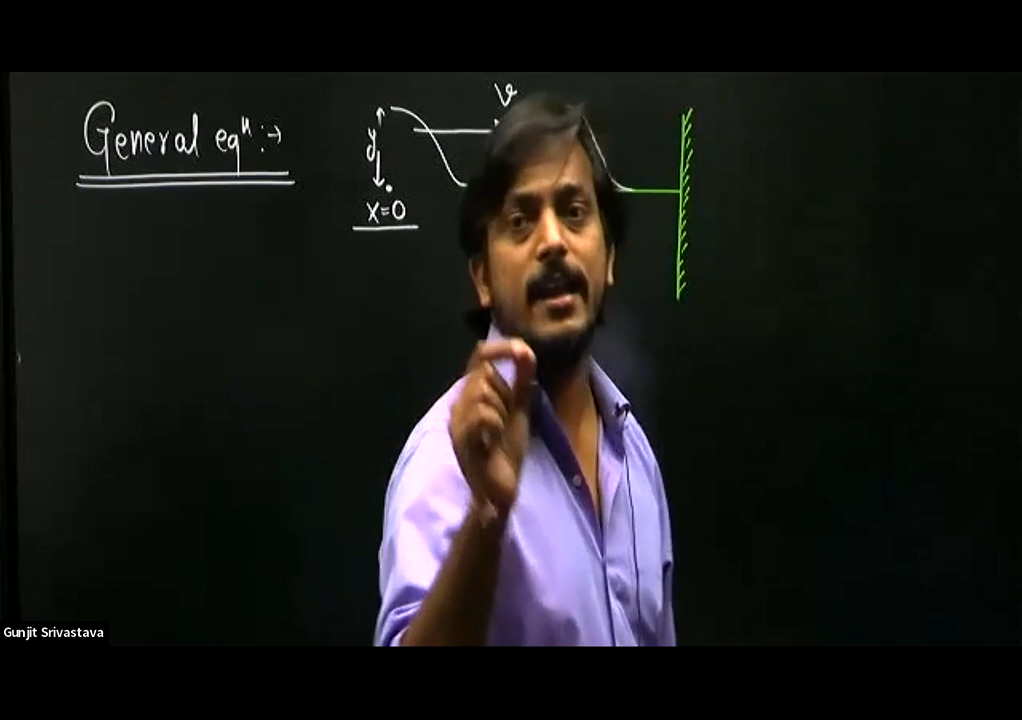 General eqⁿ :→
v
y
x=0
Gunjit Srivastava